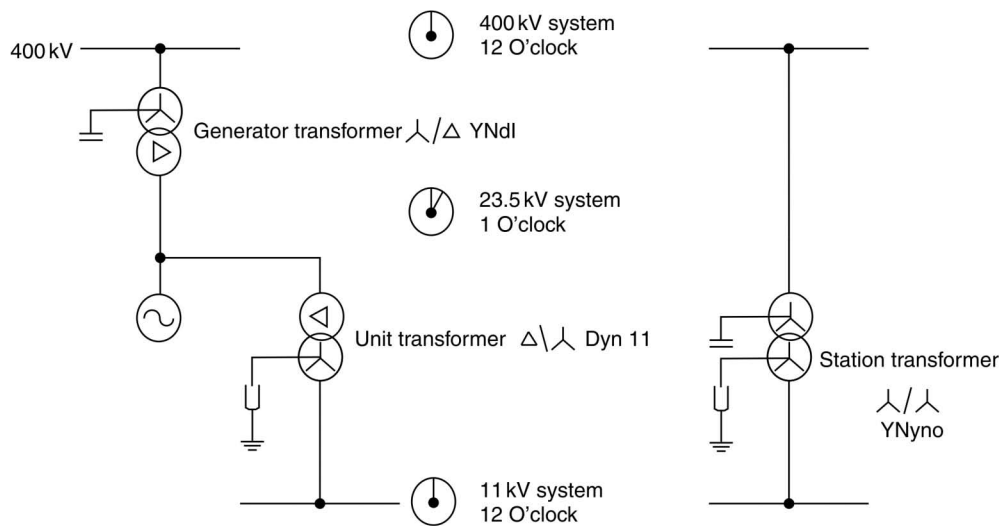 400 kV system
12 O'clock
400 kV
Generator transformer YNdl
23.5 kV system
1 O'clock
Unit transformer Dyn 11
Station transformer
YNyno
11 kV system
12 O'clock